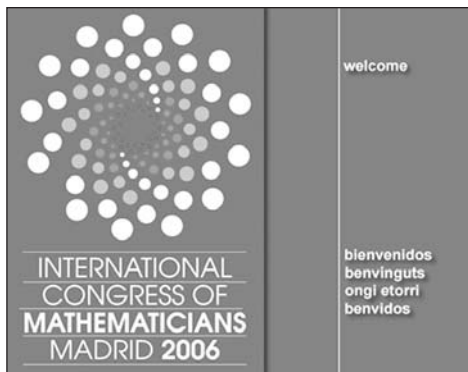 INTERNATIONAL
CONGRESS OF
MATHEMATICIANS
MADRID 2006
welcome
bienvenidos
benvinguts
ongi etorri
benvidos